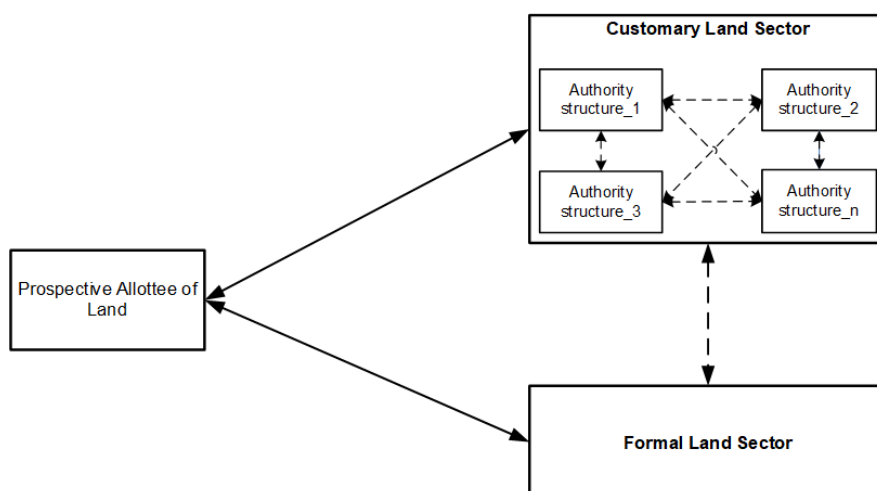 Customary Land Sector
Authority
structure_1
Authority
structure_2
Authority
structure_3
Authority
structure_n
Prospective Allottee of
Land
Formal Land Sector